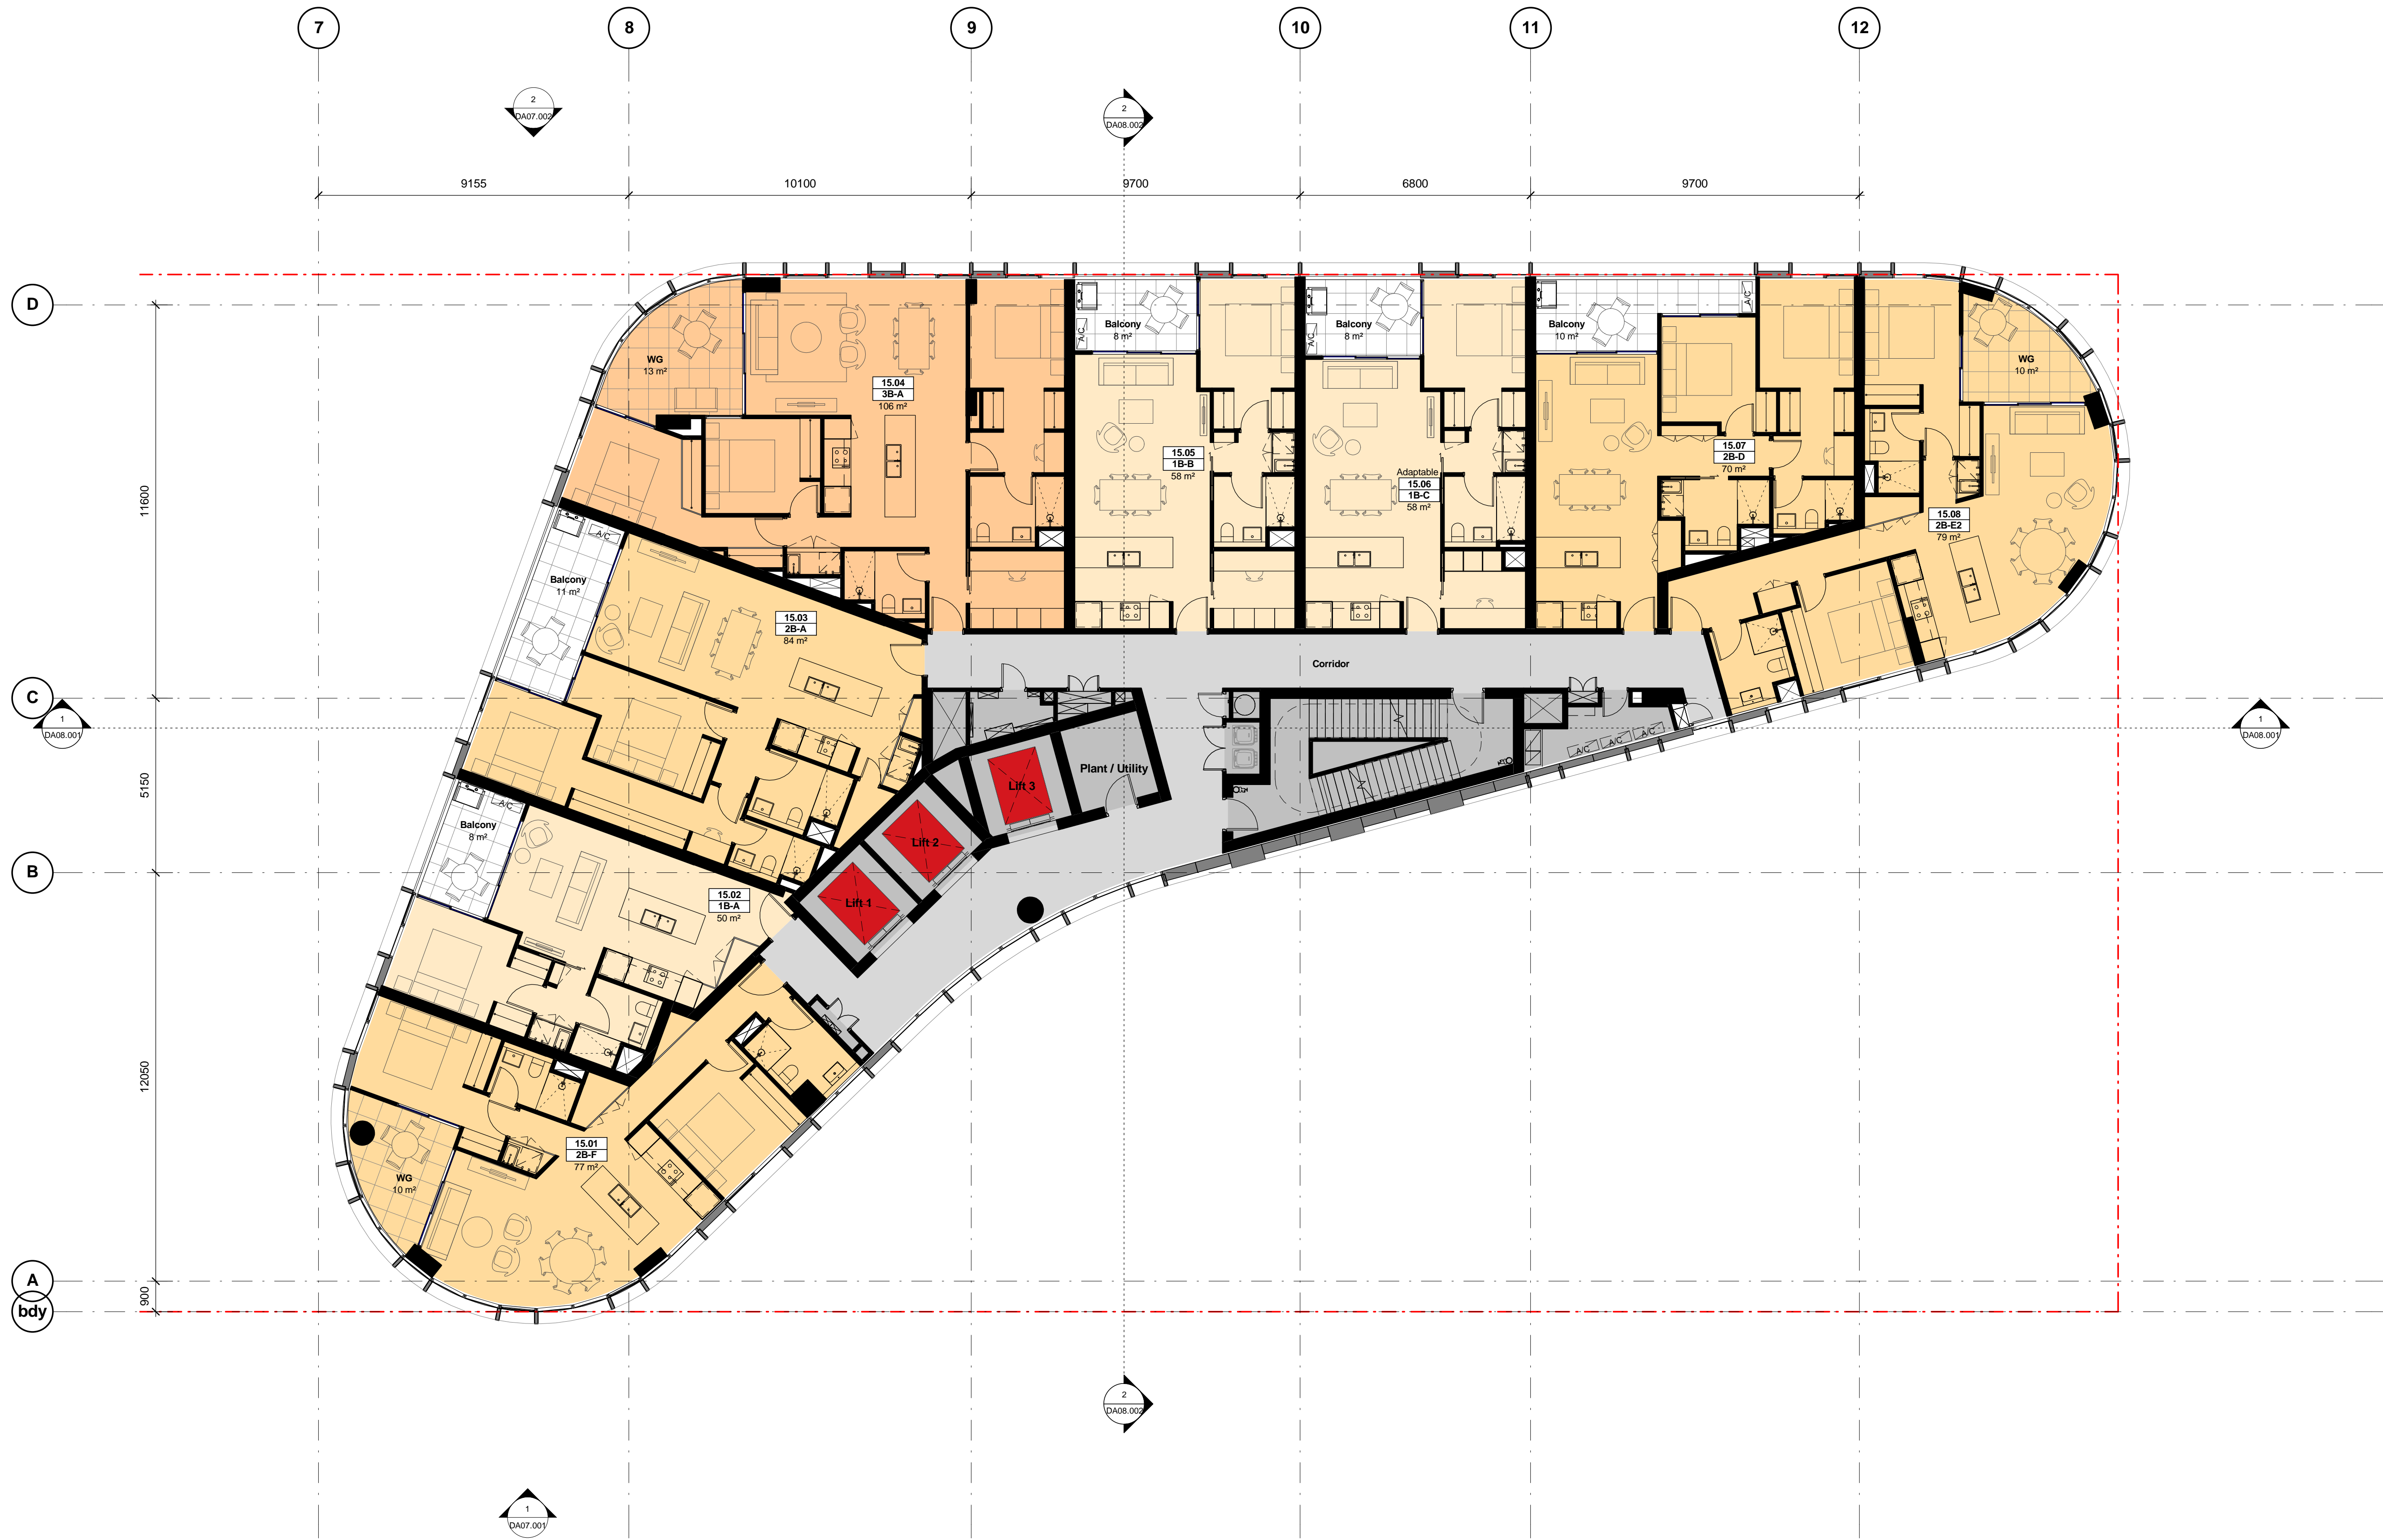 7
8
9
10
11
12
2
DA07.002
2
DA08.002
9155
10100
9700
6800
9700
D
Balcony
8 m²
A/C
Balcony
8 m²
A/C
Balcony
10 m²
A/C
WG
13 m²
WG
10 m²
15.04
3B-A
106 m²
15.05
1B-B
58 m²
Adaptable
15.06
1B-C
58 m²
15.07
2B-D
70 m²
15.08
2B-E2
79 m²
11600
A/C
Balcony
11 m²
15.03
2B-A
84 m²
Corridor
C
1
DA08.001
1
DA08.001
A/C
A/C
A/C
Plant / Utility
Lift 3
5150
A/C
Balcony
8 m²
Lift 2
B
15.02
1B-A
50 m²
Lift 1
12050
15.01
2B-F
77 m²
WG
10 m²
A
900
bdy
2
DA08.002
1
DA07.001